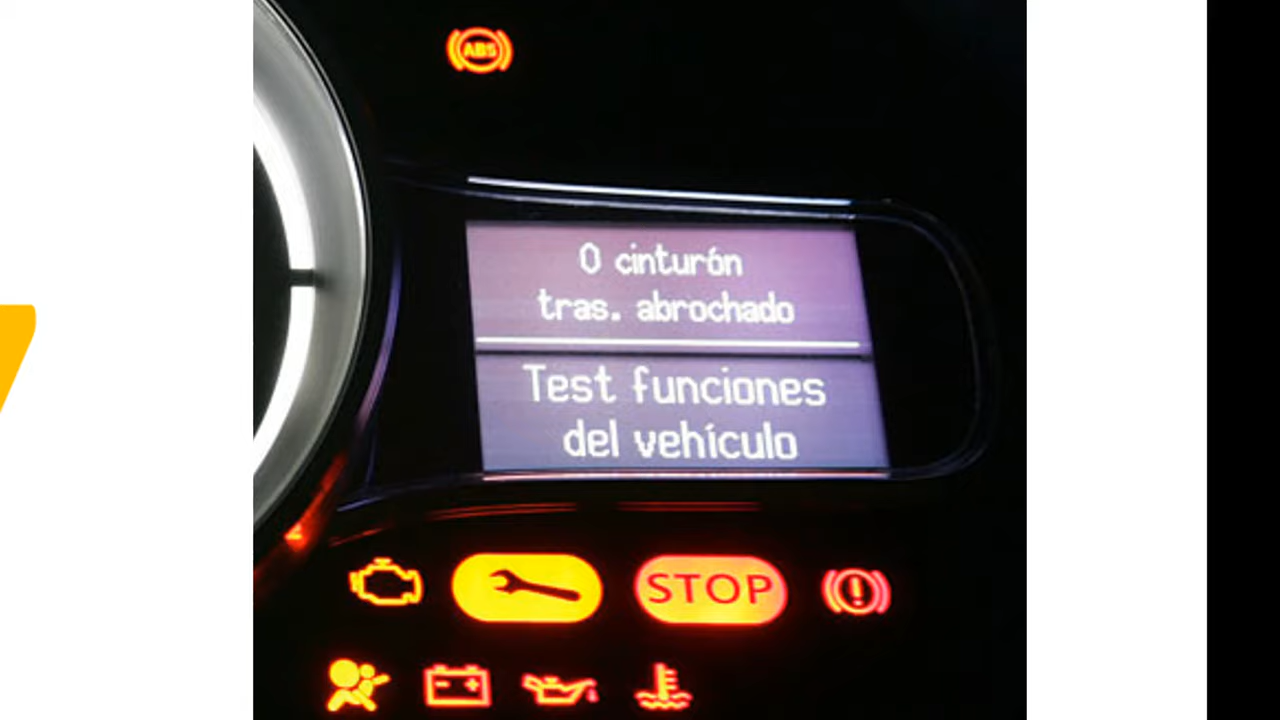 ABS
0 cinturón
tras. abrochado
Test funciones
del vehículo
STOP